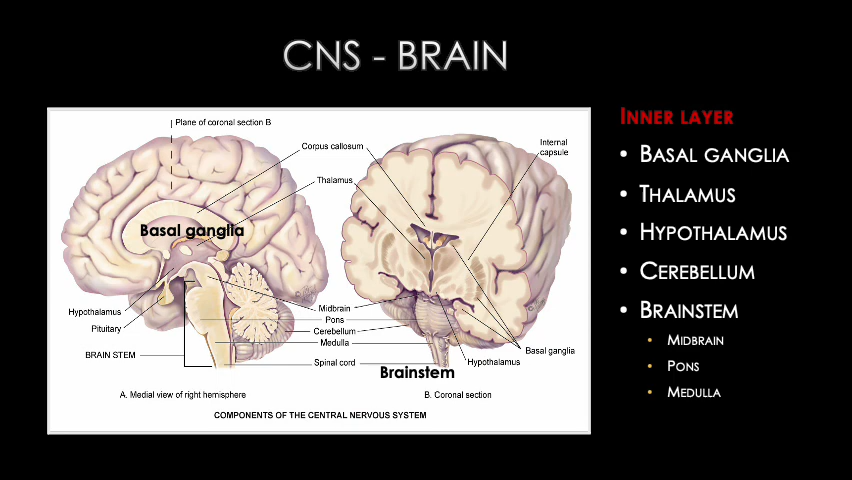 CNS - BRAIN
Plane of coronal section B
Corpus callosum
Internal
capsule
Thalamus
Basal ganglia
Hypothalamus
Pituitary
BRAIN STEM
Midbrain
Pons
Cerebellum
Medulla
Spinal cord
Brainstem
Hypothalamus
Basal ganglia
A. Medial view of right hemisphere
B. Coronal section
COMPONENTS OF THE CENTRAL NERVOUS SYSTEM
INNER LAYER
• BASAL GANGLIA
• THALAMUS
• HYPOTHALAMUS
• CEREBELLUM
• BRAINSTEM
• MIDBRAIN
• PONS
• MEDULLA